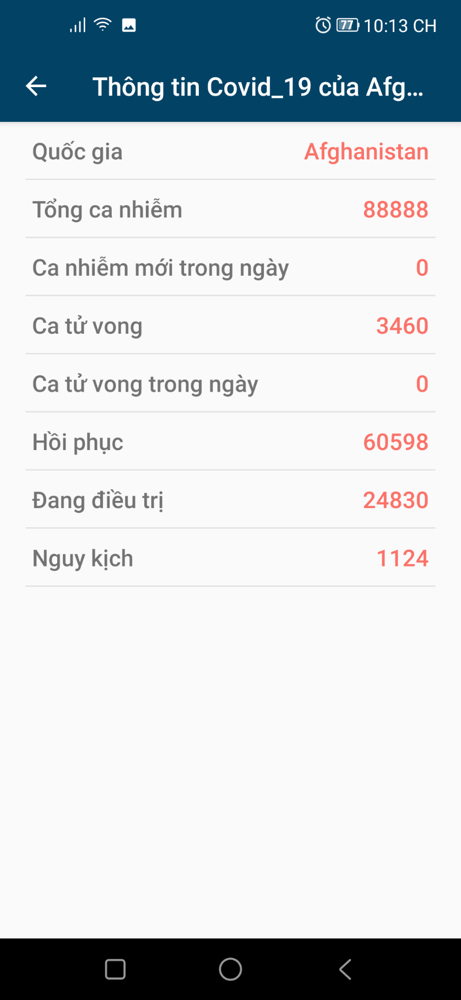 77 10:13 CH
Thông tin Covid_19 của Afg...
Quốc gia Afghanistan
Tổng ca nhiễm 88888
Ca nhiễm mới trong ngày 0
Ca tử vong 3460
Ca tử vong trong ngày 0
Hồi phục 60598
Đang điều trị 24830
Nguy kịch 1124